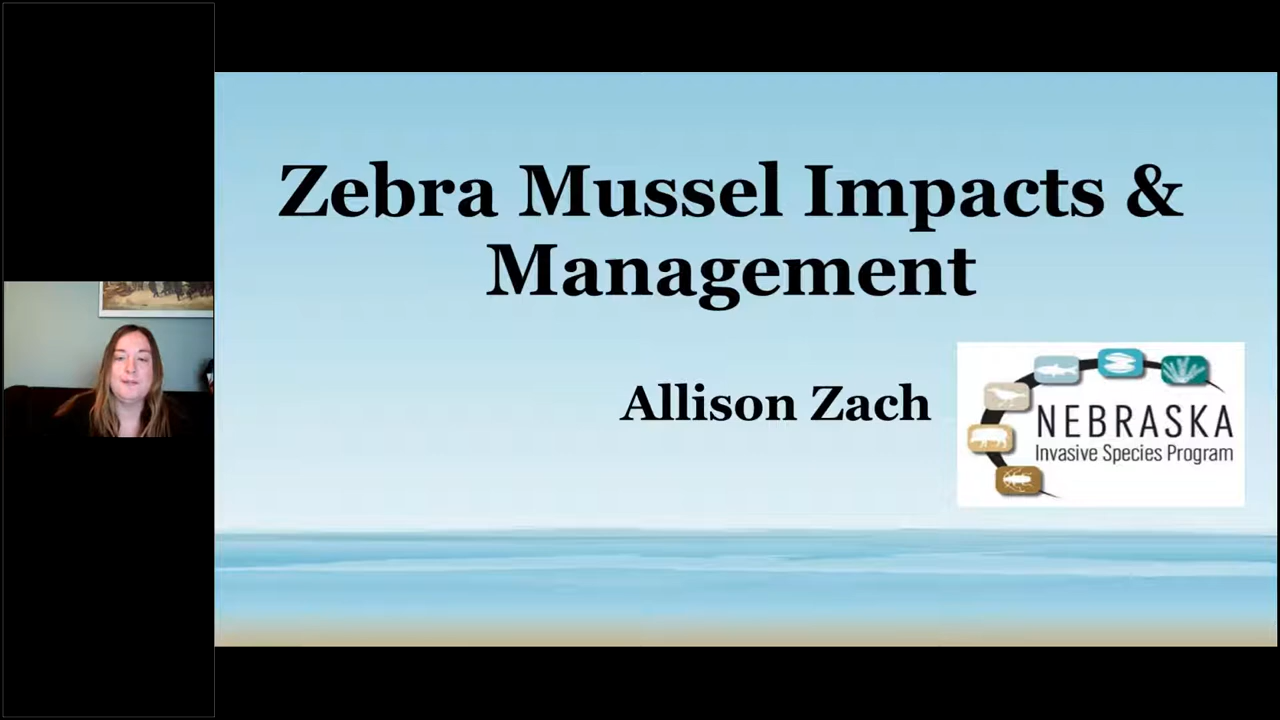 Zebra Mussel Impacts &
Management
Allison Zach
NEBRASKA
Invasive Species Program